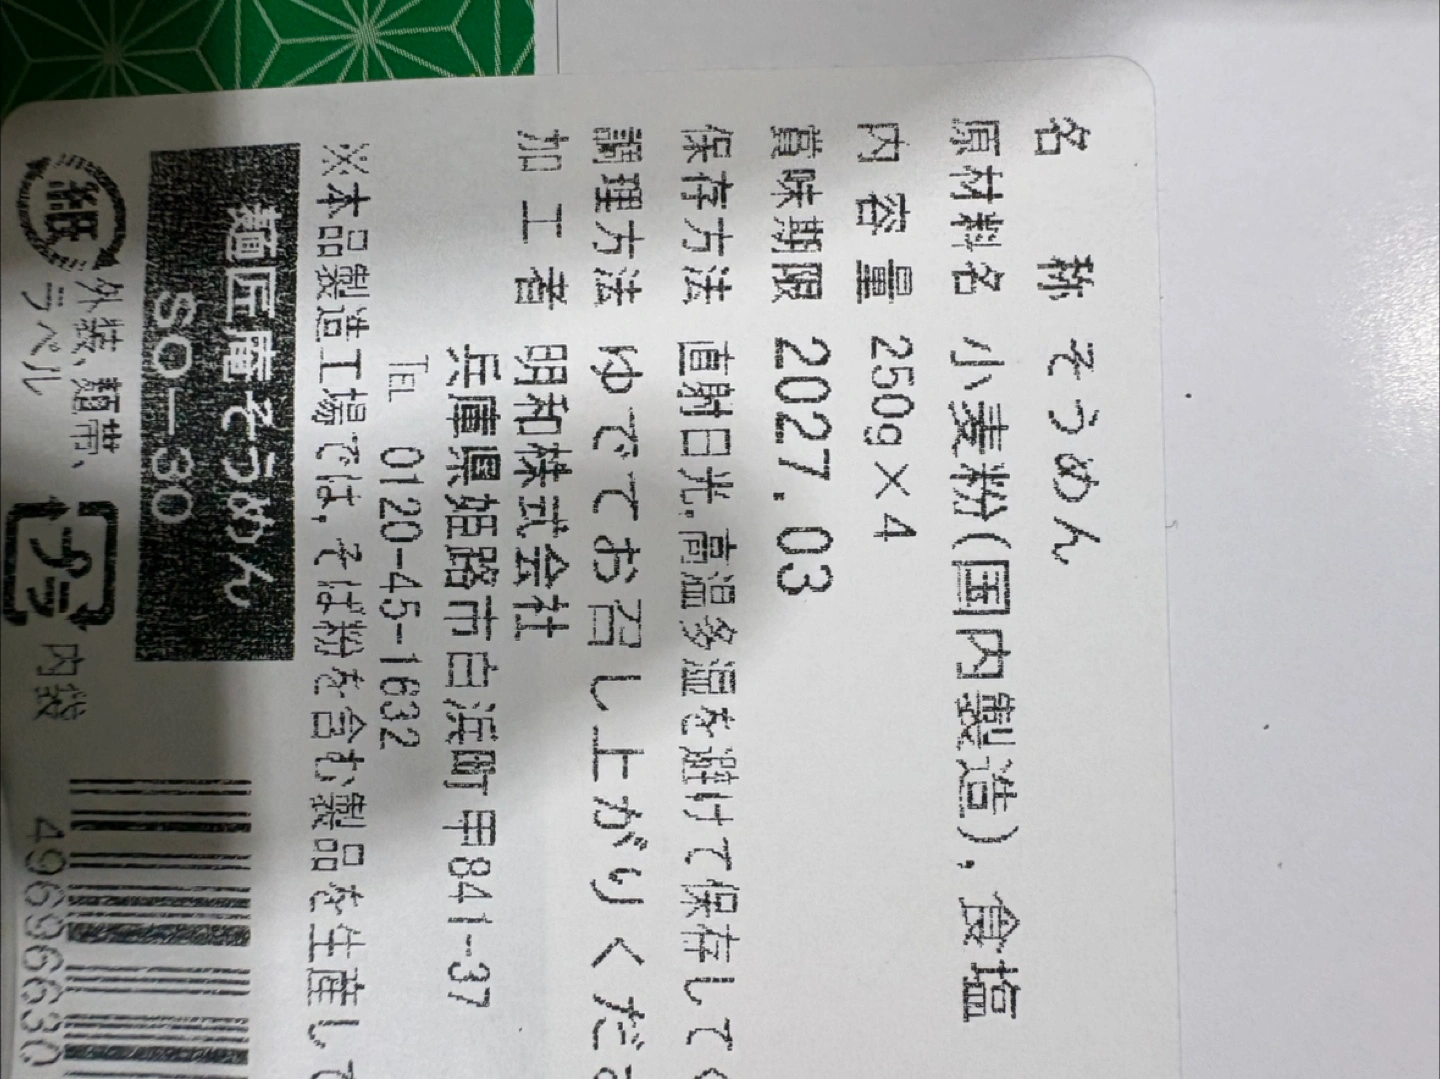 名称 そうめん
原材料名 小麦粉(国内製造)，食塩
内容量 250g×4
賞味期限 2027.03
保存方法 直射日光,高温多湿を避けて保存して
調理方法 ゆでてお召し上がりくださ
加工者 明和株式会社
兵庫県姫路市白浜町甲841-37
TEL 0120-45-1632
※本品製造工場では，そば粉を含む製品を生産して
麺匠庵そうめん
SO-30
紙 外装、麺帯、
ラベル
プラ 内袋
49696630